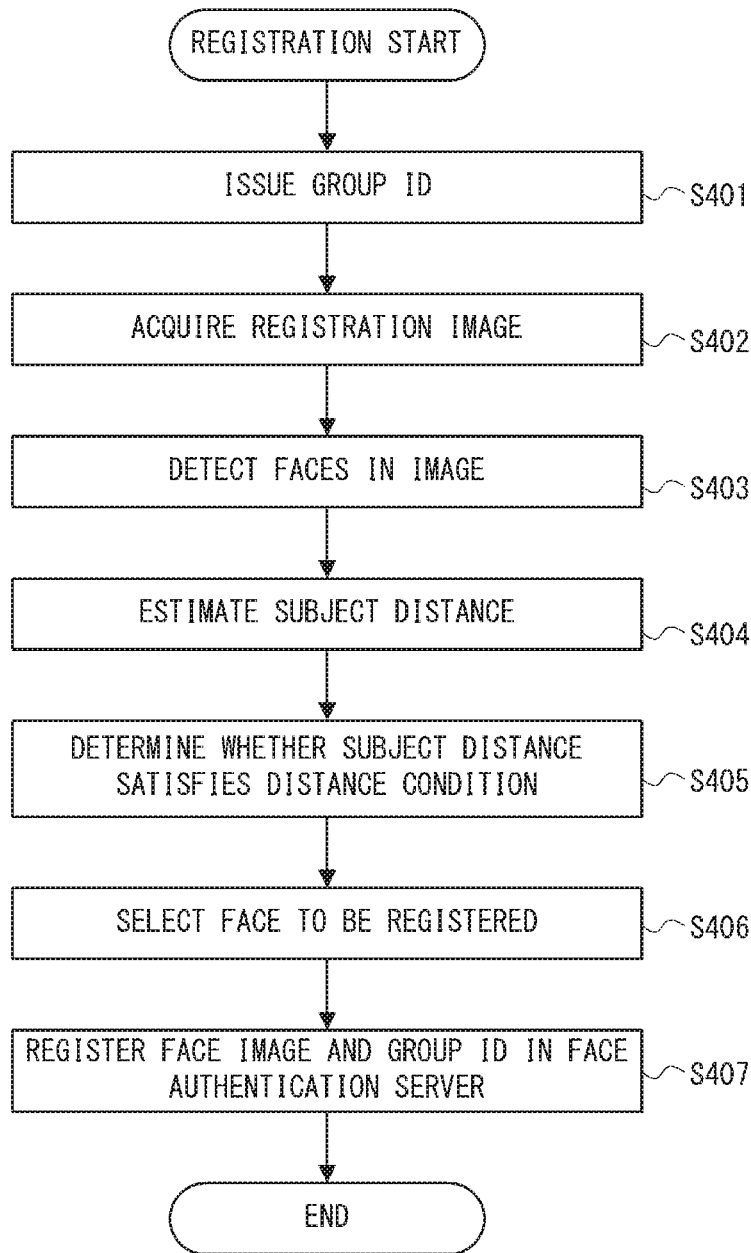 REGISTRATION START
ISSUE GROUP ID
S401
ACQUIRE REGISTRATION IMAGE
S402
DETECT FACES IN IMAGE
S403
ESTIMATE SUBJECT DISTANCE
S404
DETERMINE WHETHER SUBJECT DISTANCE
SATISFIES DISTANCE CONDITION
S405
SELECT FACE TO BE REGISTERED
S406
REGISTER FACE IMAGE AND GROUP ID IN FACE
AUTHENTICATION SERVER
S407
END